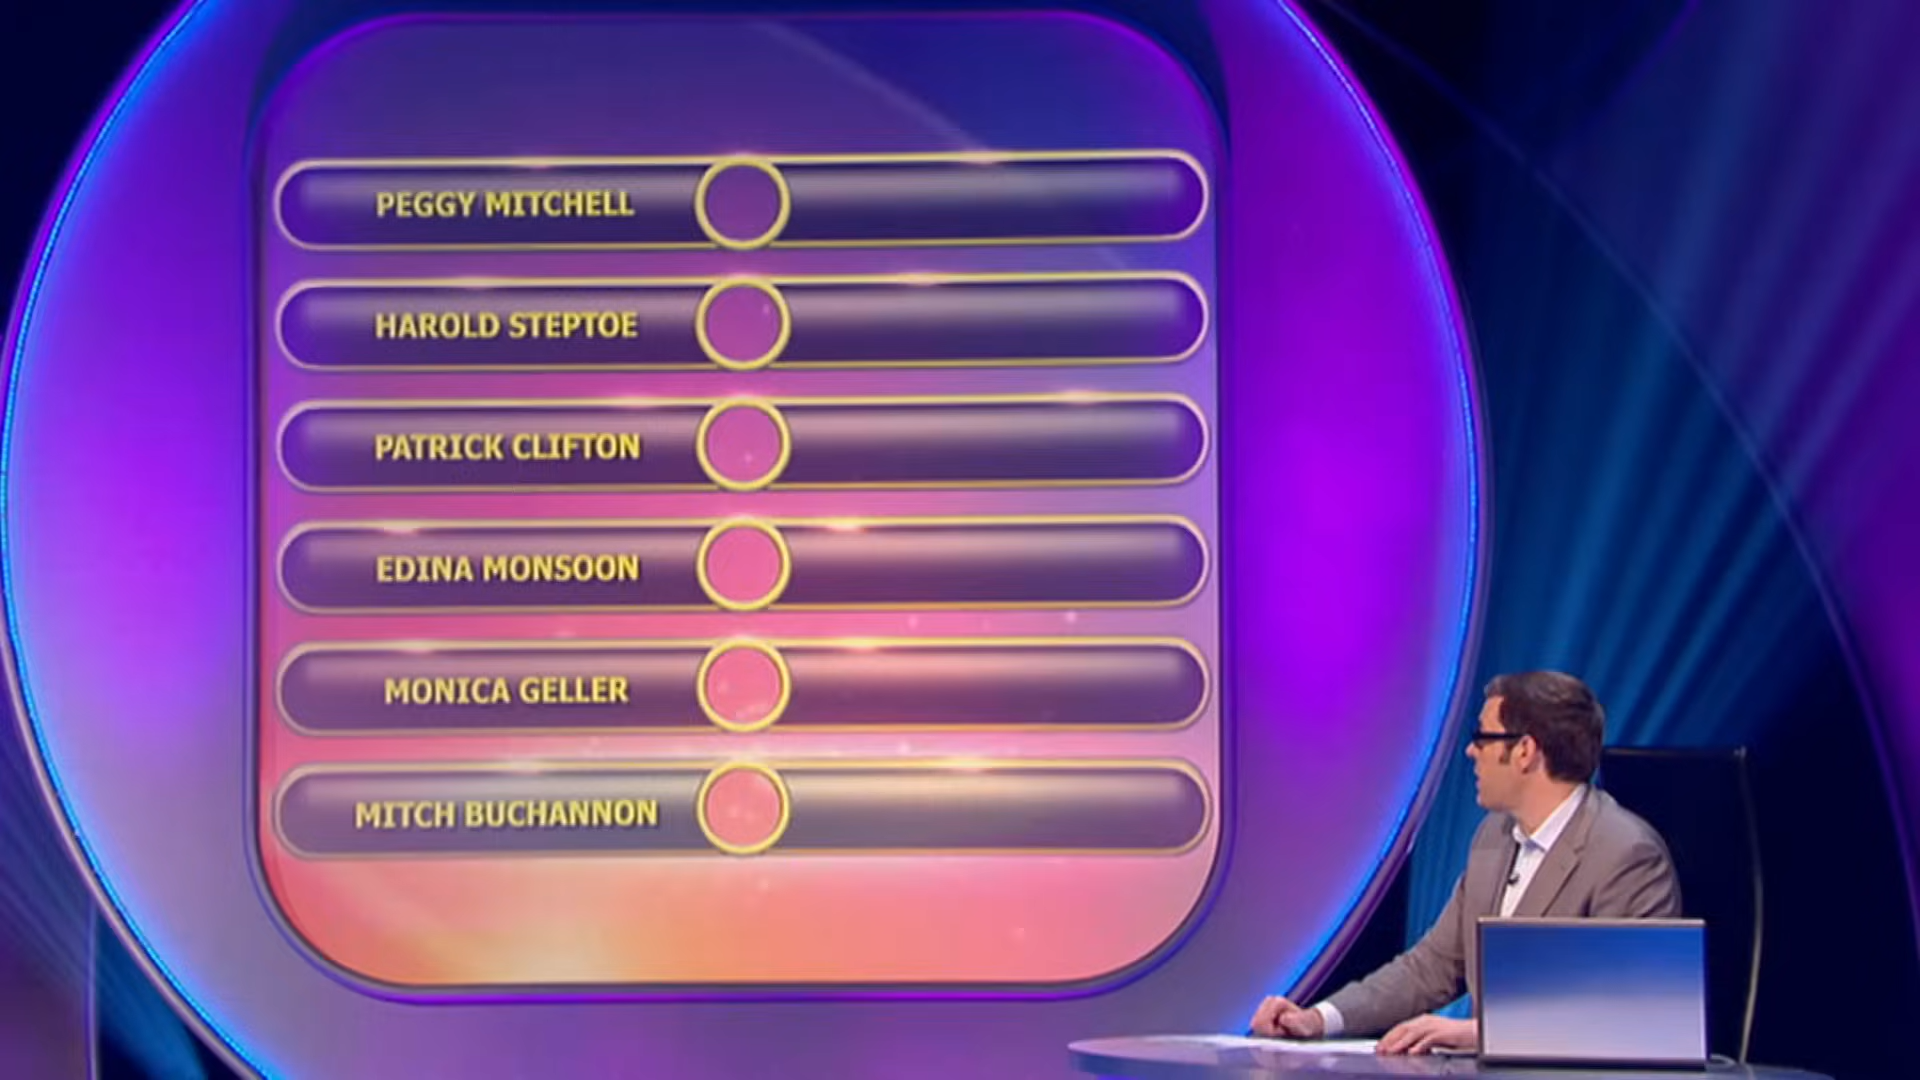 PEGGY MITCHELL
HAROLD STEPTOE
PATRICK CLIFTON
EDINA MONSOON
MONICA GELLER
MITCH BUCHANNON